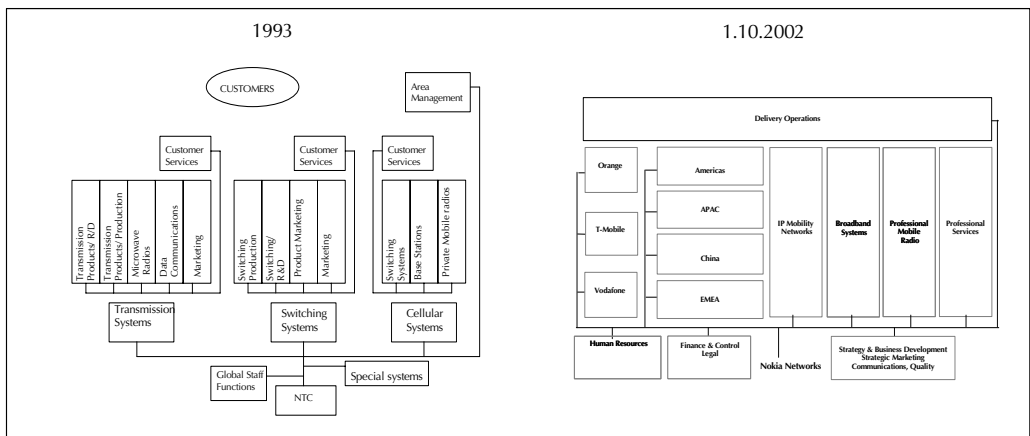 1993
CUSTOMERS
Area
Management
Customer
Services
Customer
Services
Customer
Services
Transmission
Products/ R/D
Transmission
Products/ Production
Microwave
Radios
Data
Communications
Marketing
Switching
Production
Switching/
R &D
Product Marketing
Marketing
Switching
Systems
Base Stations
Private Mobile radios
Transmission
Systems
Switching
Systems
Cellular Systems
Global Staff
Functions
Special systems
NTC
1.10.2002
Delivery Operations
Orange
T-Mobile
Vodafone
Americas
APAC
China
EMEA
IP Mobility
Networks
Broadband
Systems
Professional
Mobile
Radio
Professional
Services
Human Resources
Finance & Control
Legal
Nokia Networks
Strategy & Business Development
Strategic Marketing
Communications, Quality